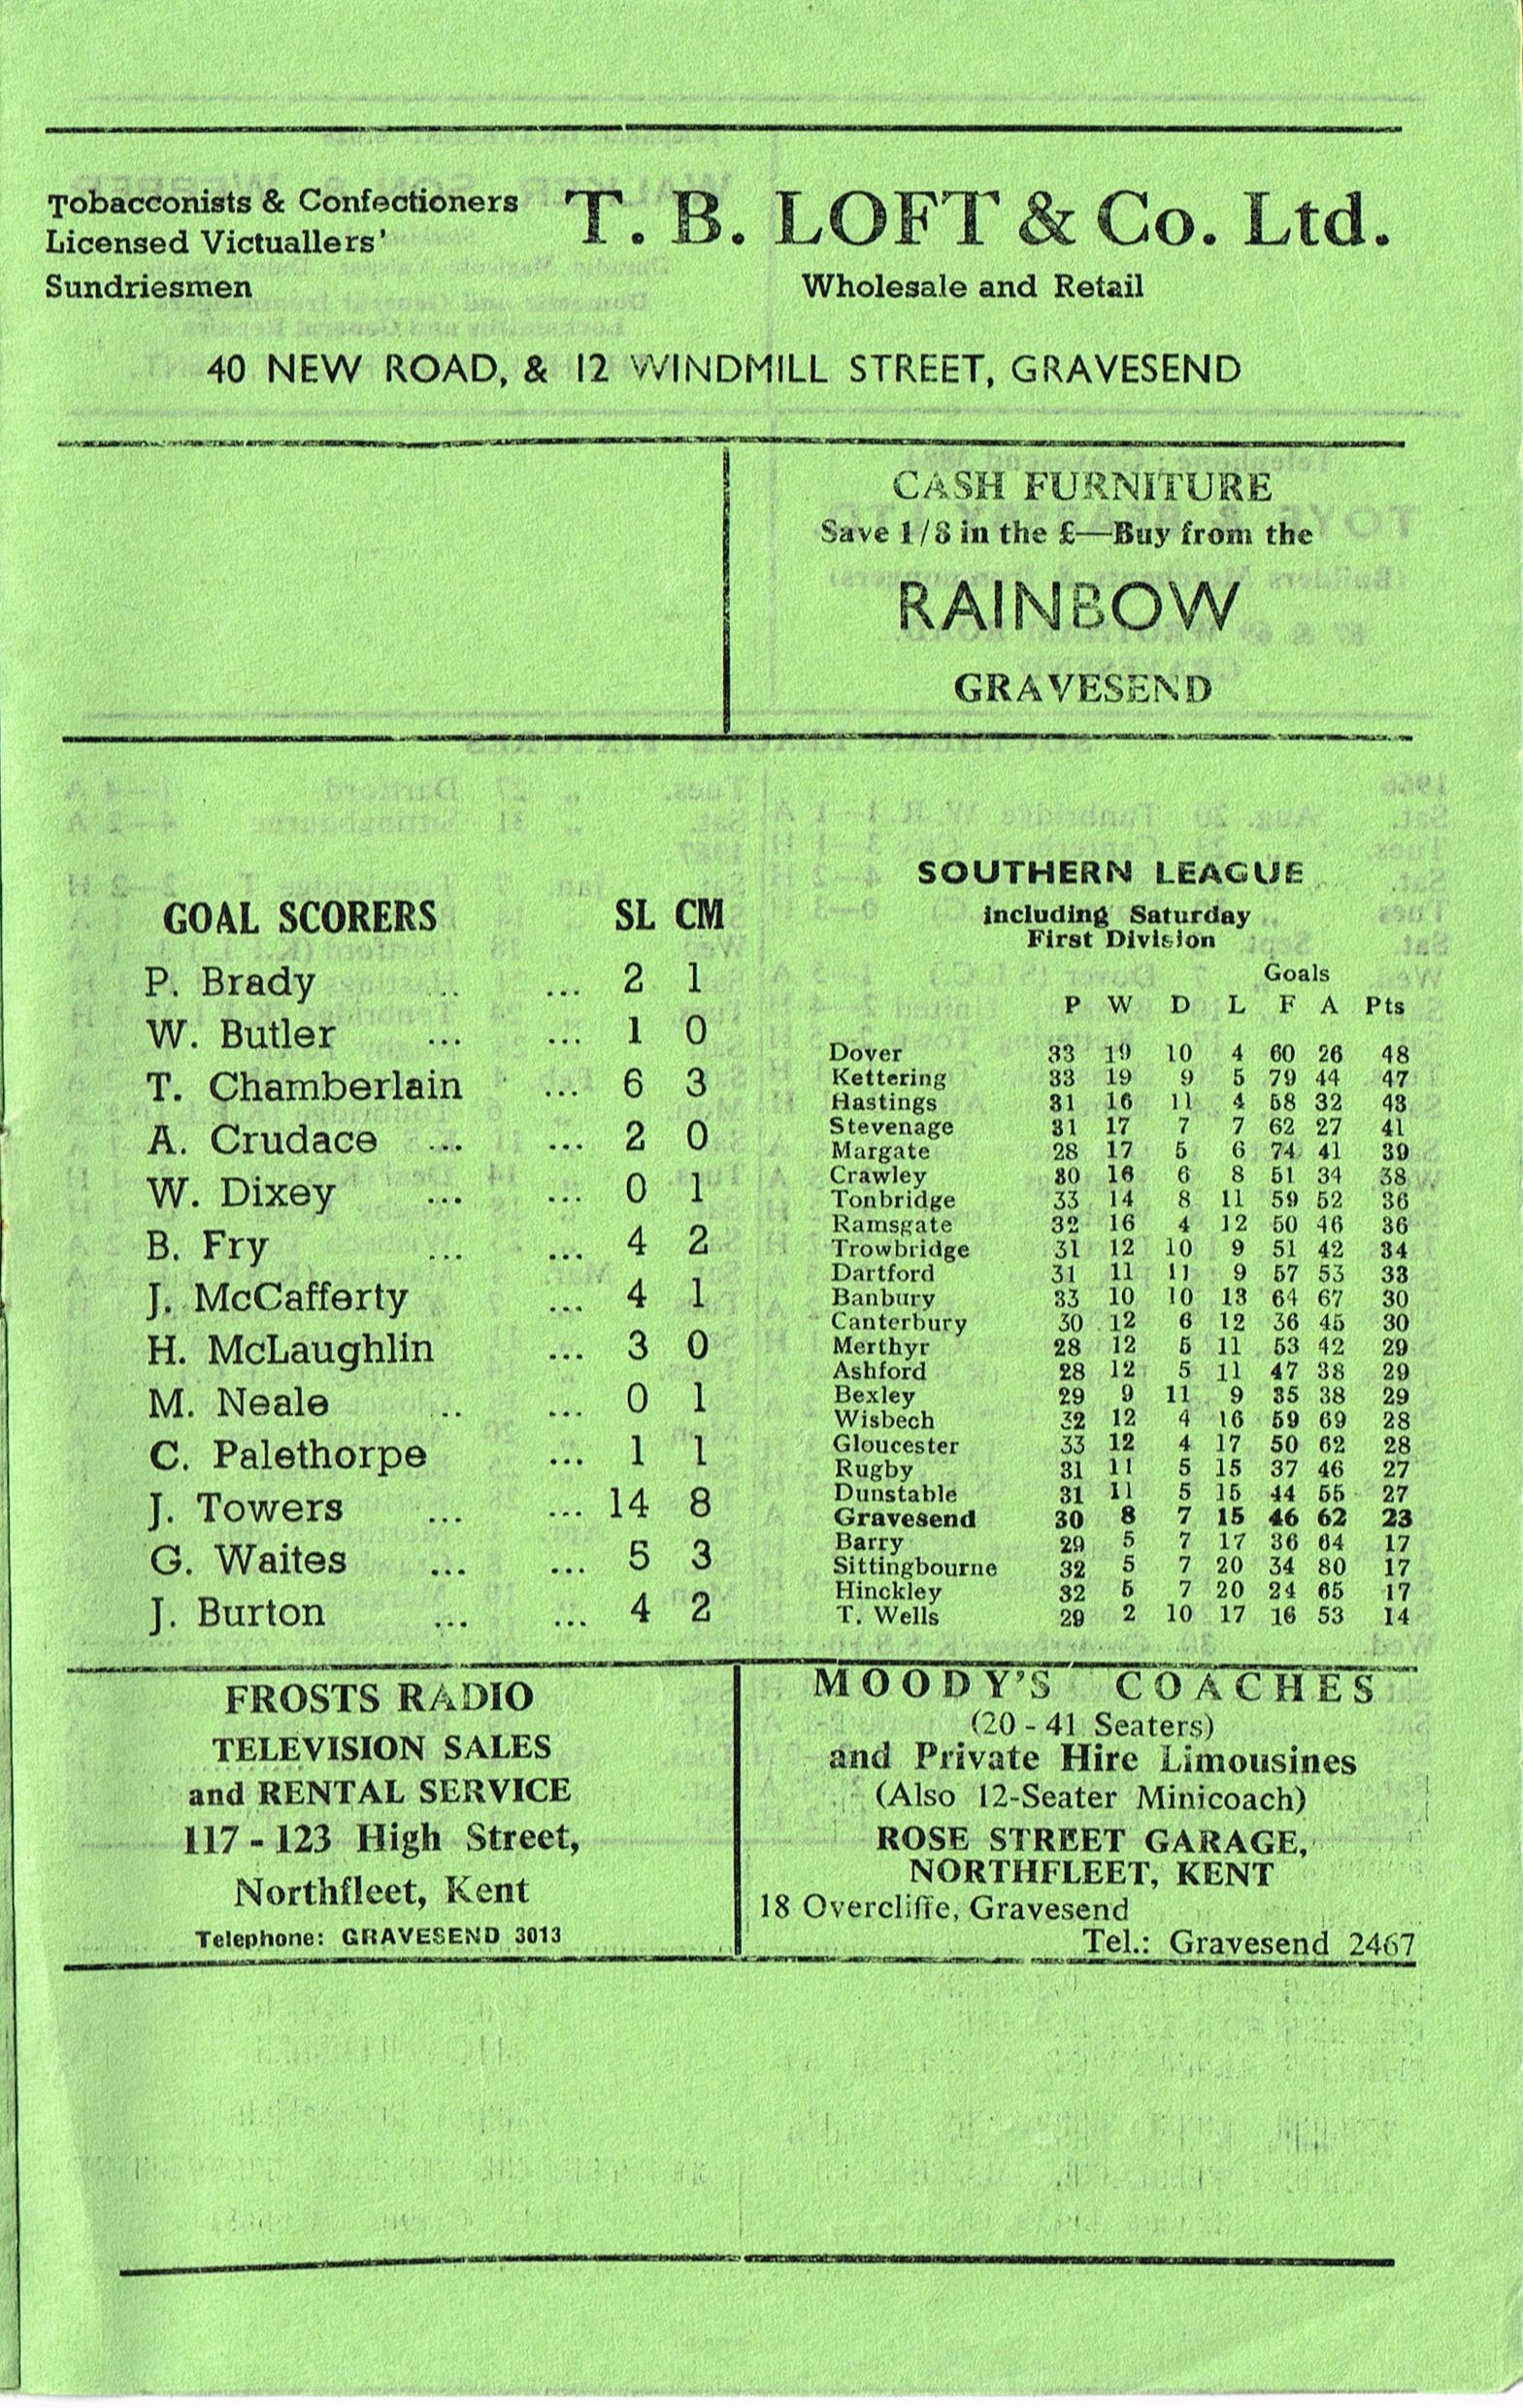 Tobacconists & Confectioners
Licensed Victuallers'
Sundriesmen
T. B. LOFT & Co. Ltd.
Wholesale and Retail
40 NEW ROAD, & 12 WINDMILL STREET, GRAVESEND
CASH FURNITURE
Save 1/8 in the £—Buy from the
RAINBOW
GRAVESEND
GOAL SCORERS SL CM
P. Brady ... ... 2 1
W. Butler ... ... 1 0
T. Chamberlain ... 6 3
A. Crudace ... ... 2 0
W. Dixey ... ... 0 1
B. Fry ... ... 4 2
J. McCafferty ... 4 1
H. McLaughlin ... 3 0
M. Neale .. ... 0 1
C. Palethorpe ... 1 1
J. Towers ... ... 14 8
G. Waites ... ... 5 3
J. Burton ... ... 4 2
SOUTHERN LEAGUE
including Saturday
First Division
Goals
P W D L F A Pts
Dover 33 19 10 4 60 26 48
Kettering 33 19 9 5 79 44 47
Hastings 31 16 11 4 58 32 43
Stevenage 31 17 7 7 62 27 41
Margate 28 17 5 6 74 41 39
Crawley 30 16 6 8 51 34 38
Tonbridge 33 14 8 11 59 52 36
Ramsgate 32 16 4 12 50 46 36
Trowbridge 31 12 10 9 51 42 34
Dartford 31 11 11 9 57 53 33
Banbury 33 10 10 13 64 67 30
Canterbury 30 12 6 12 36 45 30
Merthyr 28 12 5 11 53 42 29
Ashford 28 12 5 11 47 38 29
Bexley 29 9 11 9 35 38 29
Wisbech 32 12 4 16 59 69 28
Gloucester 33 12 4 17 50 62 28
Rugby 31 11 5 15 37 46 27
Dunstable 31 11 5 15 44 55 27
Gravesend 30 8 7 15 46 62 23
Barry 29 5 7 17 36 64 17
Sittingbourne 32 5 7 20 34 80 17
Hinckley 32 5 7 20 24 65 17
T. Wells 29 2 10 17 16 53 14
FROSTS RADIO
TELEVISION SALES
and RENTAL SERVICE
117 - 123 High Street,
Northfleet, Kent
Telephone: GRAVESEND 3013
MOODY'S COACHES
(20 - 41 Seaters)
and Private Hire Limousines
(Also 12-Seater Minicoach)
ROSE STREET GARAGE,
NORTHFLEET, KENT
18 Overcliffe, Gravesend
Tel.: Gravesend 2467